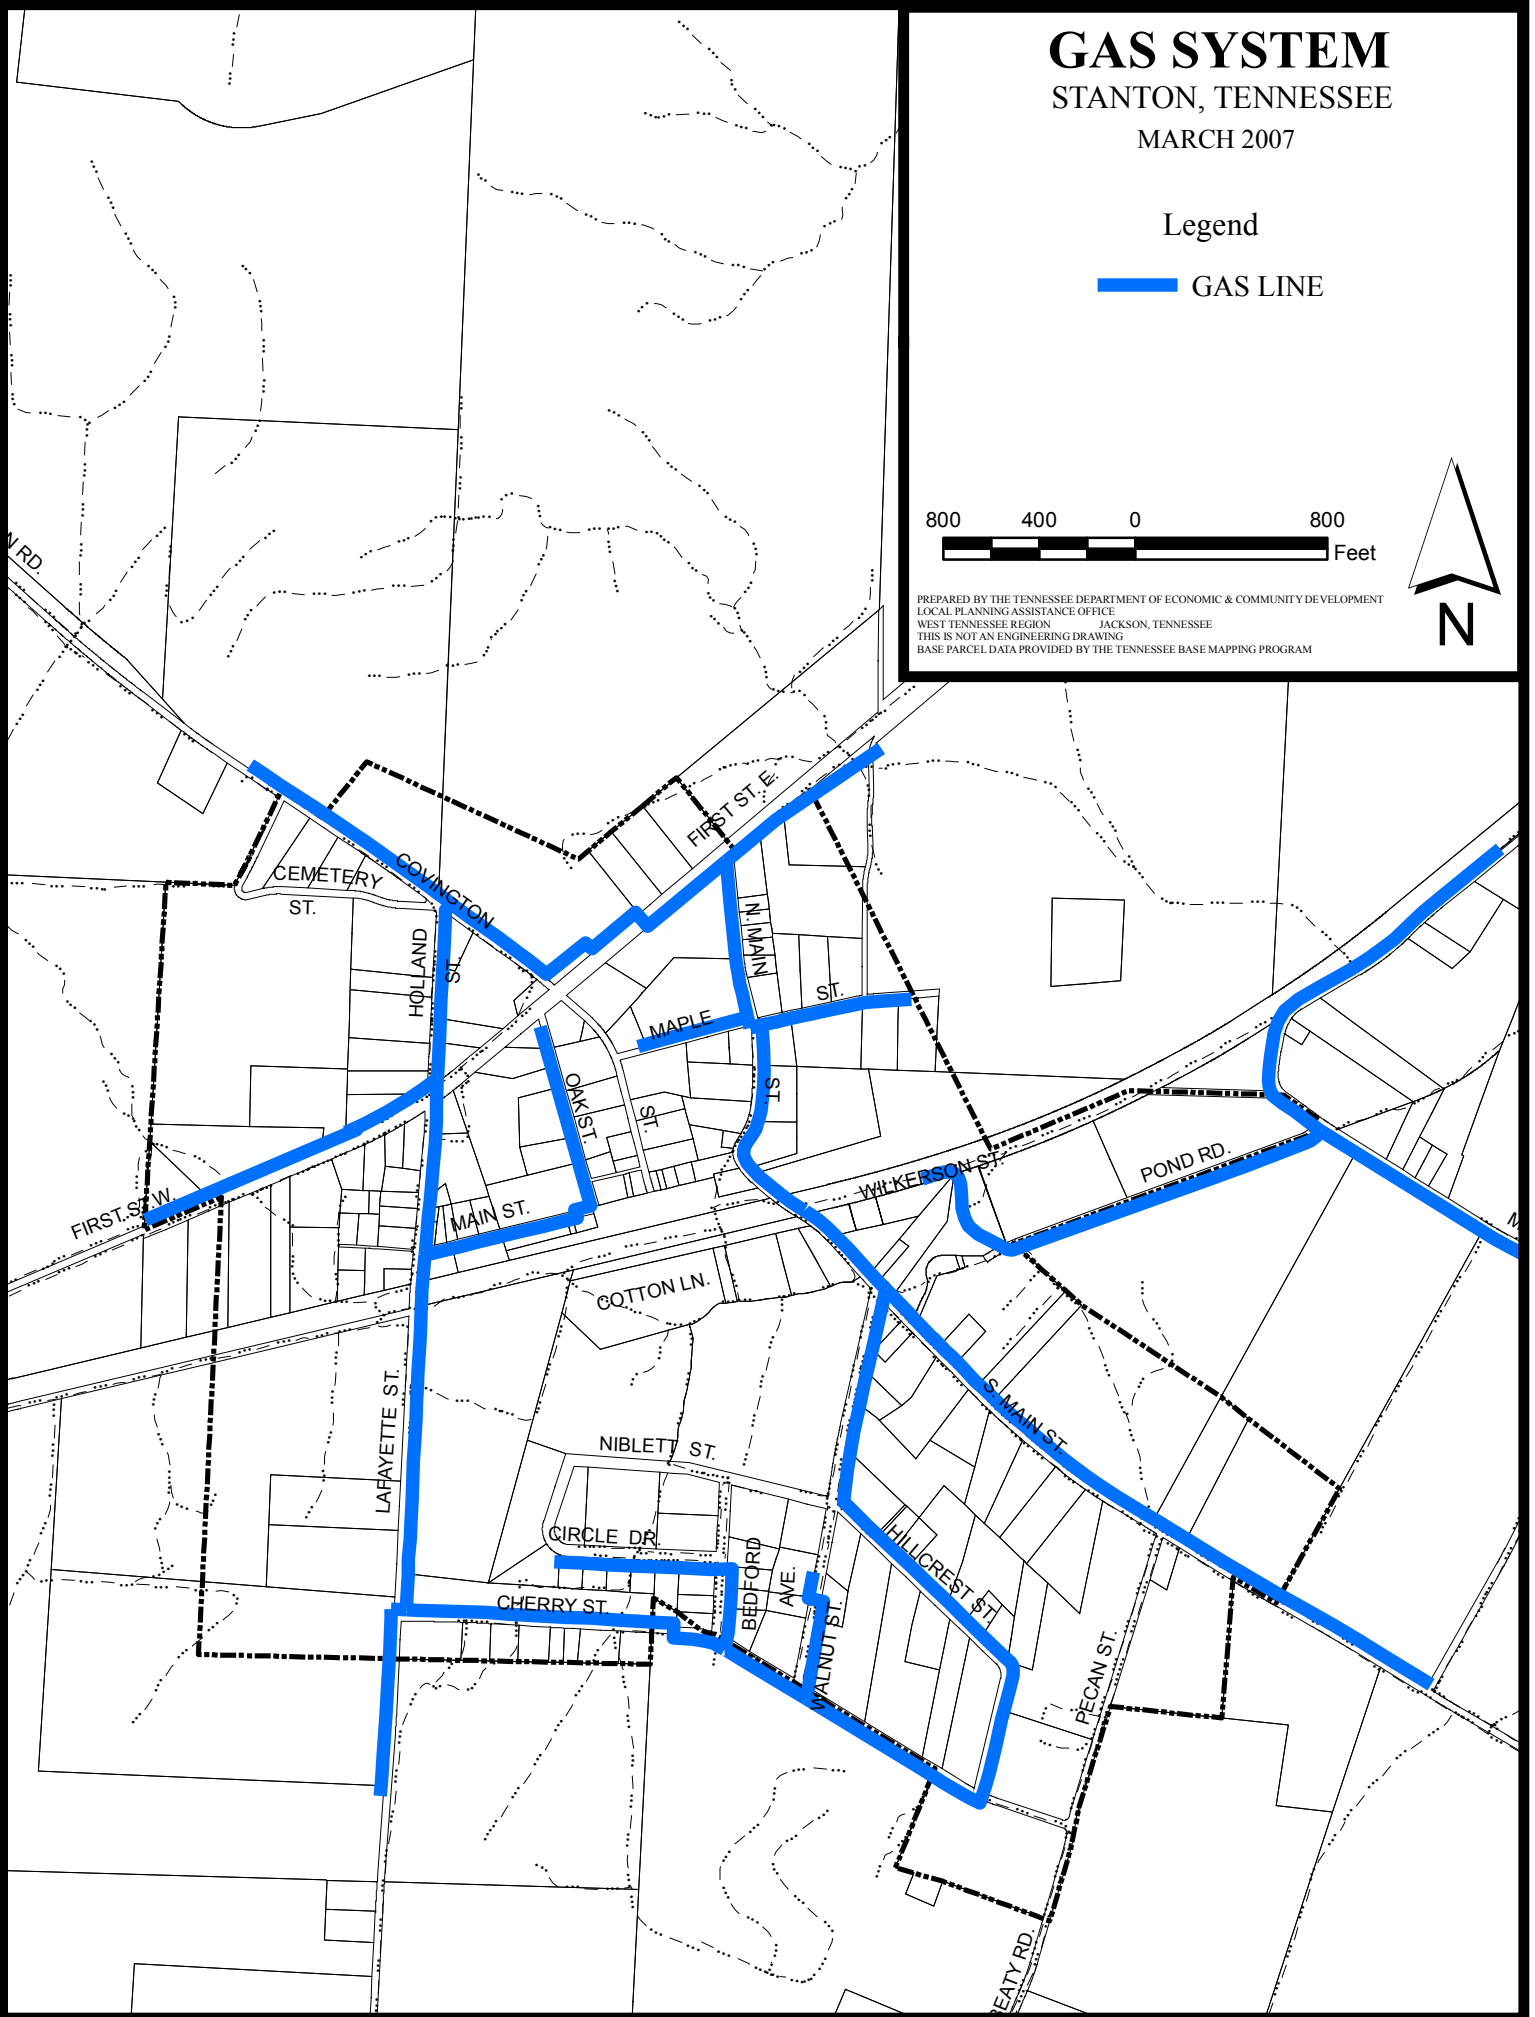 GAS SYSTEM
STANTON, TENNESSEE
MARCH 2007
Legend
GAS LINE
800 400 0 800
Feet
PREPARED BY THE TENNESSEE DEPARTMENT OF ECONOMIC & COMMUNITY DEVELOPMENT
LOCAL PLANNING ASSISTANCE OFFICE
WEST TENNESSEE REGION JACKSON, TENNESSEE
THIS IS NOT AN ENGINEERING DRAWING
BASE PARCEL DATA PROVIDED BY THE TENNESSEE BASE MAPPING PROGRAM
N
N RD.
FIRST ST. E.
COVINGTON
CEMETERY
ST.
HOLLAND
ST.
N. MAIN
ST.
MAPLE
ST.
OAK ST.
ST.
FIRST ST. W.
MAIN ST.
WILKERSON ST.
POND RD.
M
COTTON LN.
LAFAYETTE ST.
S. MAIN ST.
NIBLETT ST.
CIRCLE DR.
BEDFORD
AVE.
HILLCREST ST.
CHERRY ST.
WALNUT ST.
PECAN ST.
BEATY RD.